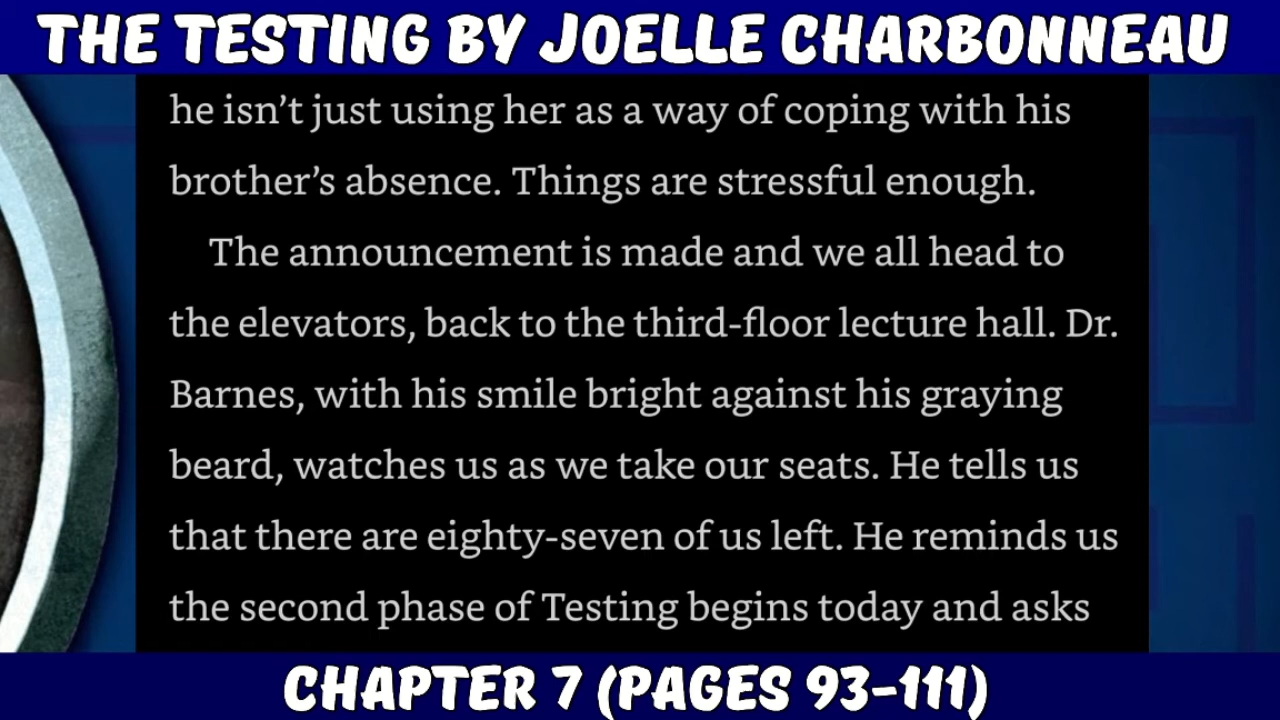 THE TESTING BY JOELLE CHARBONNEAU
he isn’t just using her as a way of coping with his
brother’s absence. Things are stressful enough.
The announcement is made and we all head to
the elevators, back to the third-floor lecture hall. Dr.
Barnes, with his smile bright against his graying
beard, watches us as we take our seats. He tells us
that there are eighty-seven of us left. He reminds us
the second phase of Testing begins today and asks
CHAPTER 7 (PAGES 93-111)